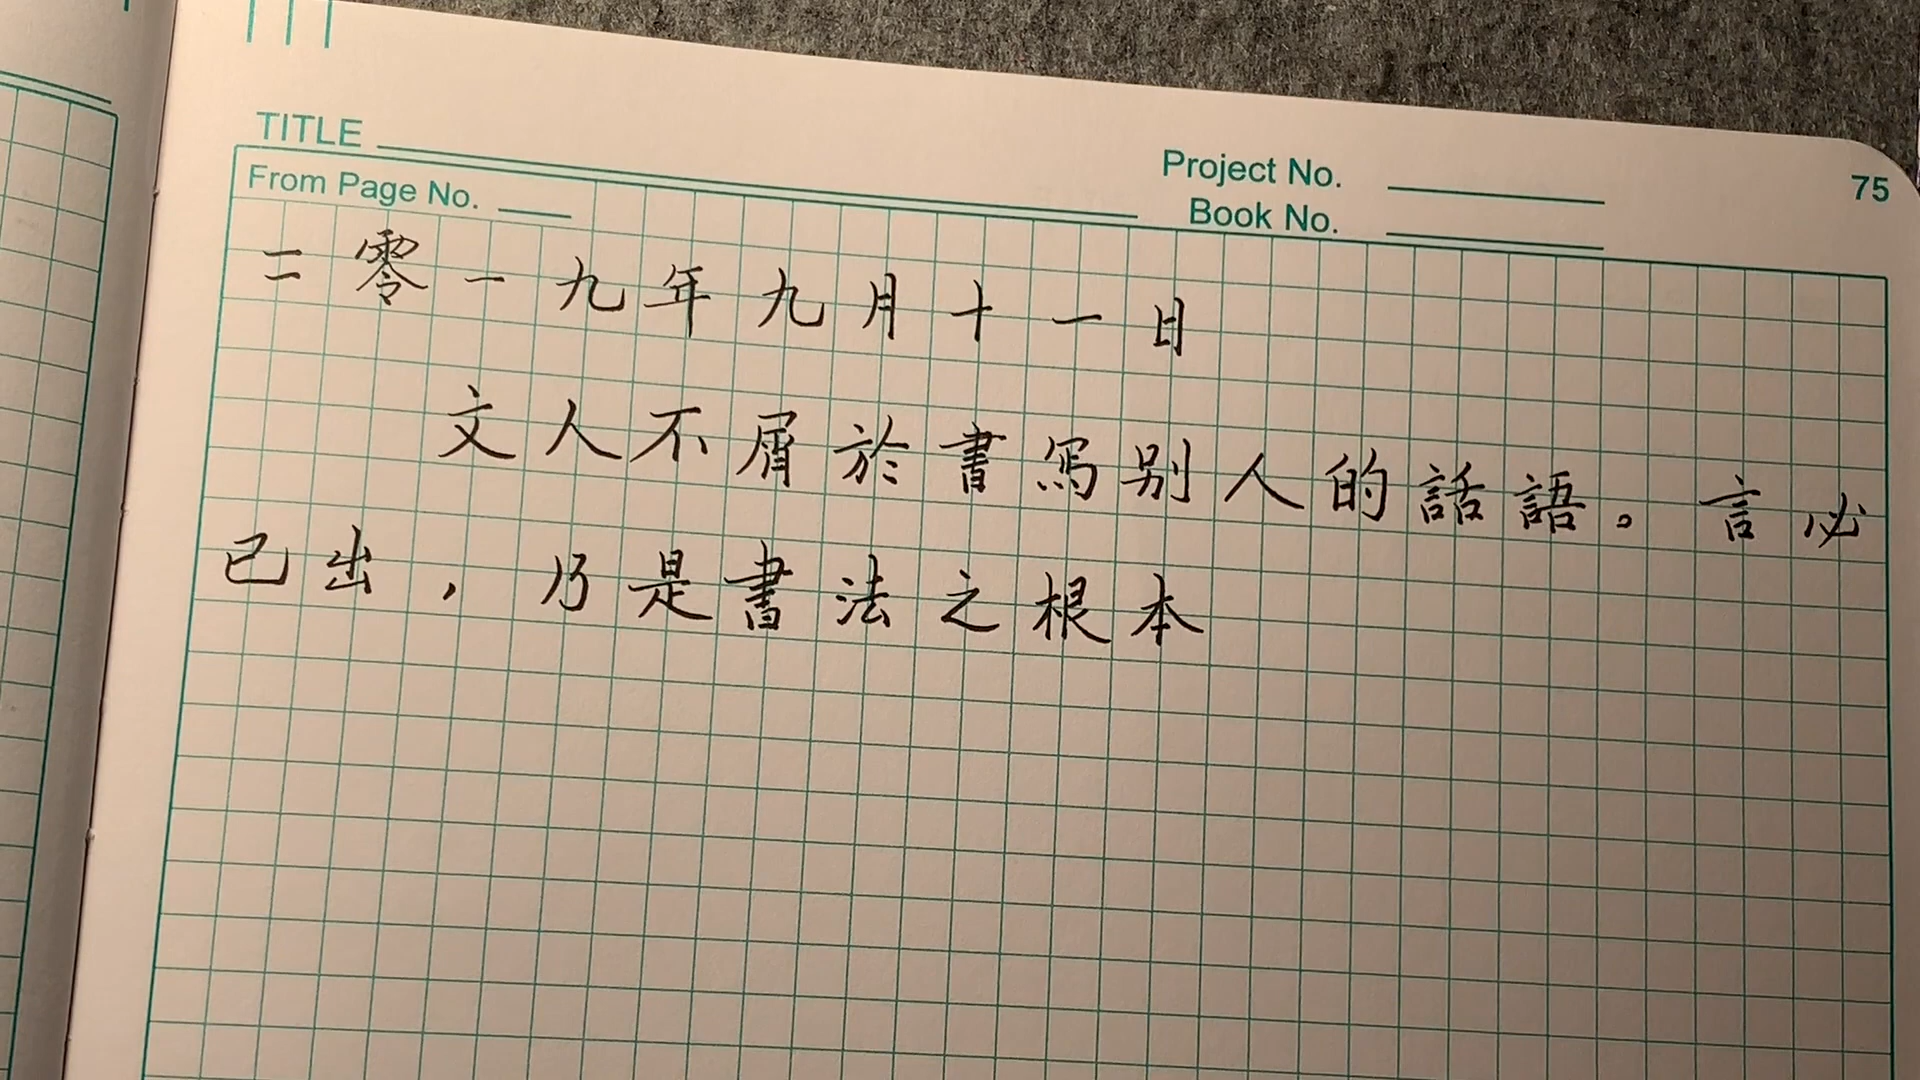 TITLE
Project No.
75
From Page No.
Book No.
二零一九年九月十一日
文人不屑於書寫别人的話語。言必
已出，乃是書法之根本